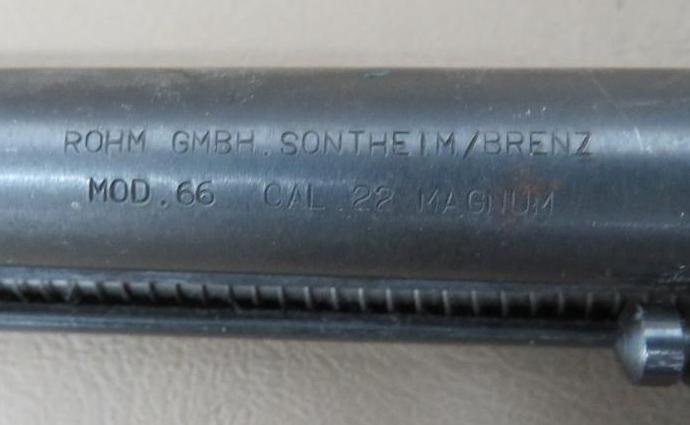 ROHM GMBH. SONTHEIM/BRENZ
MOD.66 CAL .22 MAGNUM